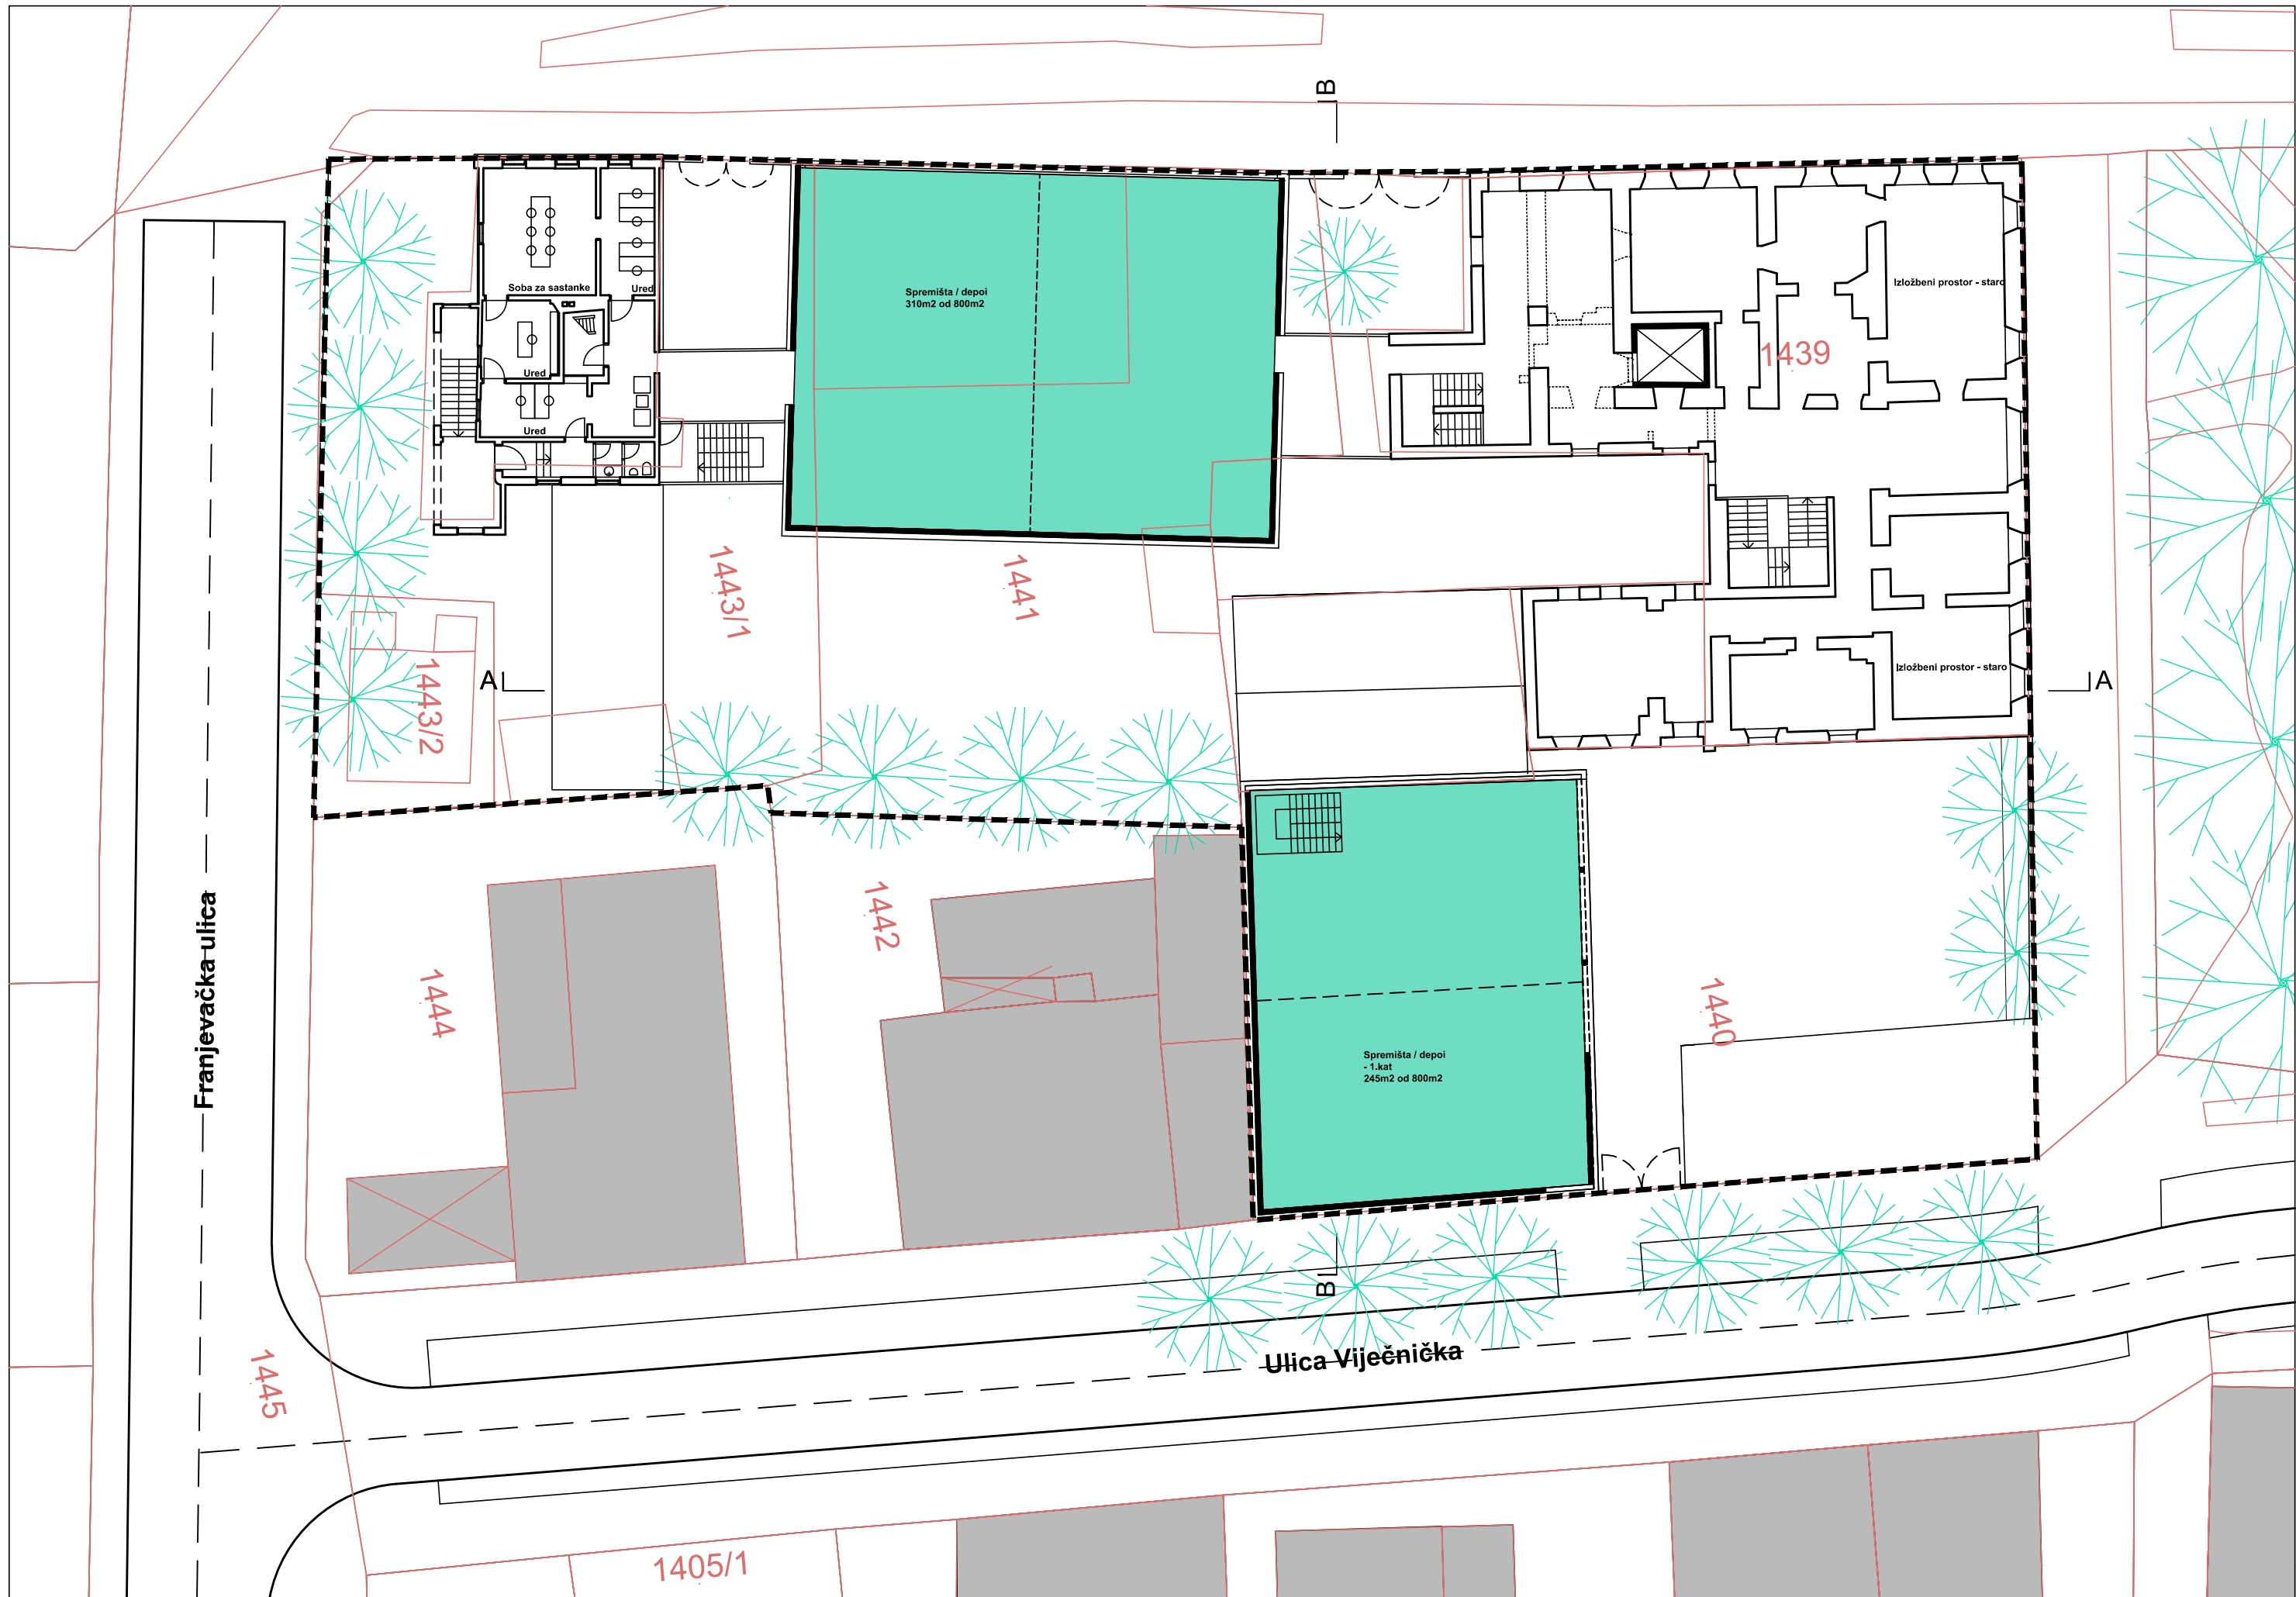 B
Soba za sastanke
Ured
Spremišta / depoi
310m2 od 800m2
Izložbeni prostor - staro
1439
Ured
Ured
1443/1
1441
1443/2
A
Izložbeni prostor - staro
A
1442
1444
Franjevačka ulica
1440
Spremišta / depoi
- 1.kat
245m2 od 800m2
B
Ulica Viječnička
1445
1405/1